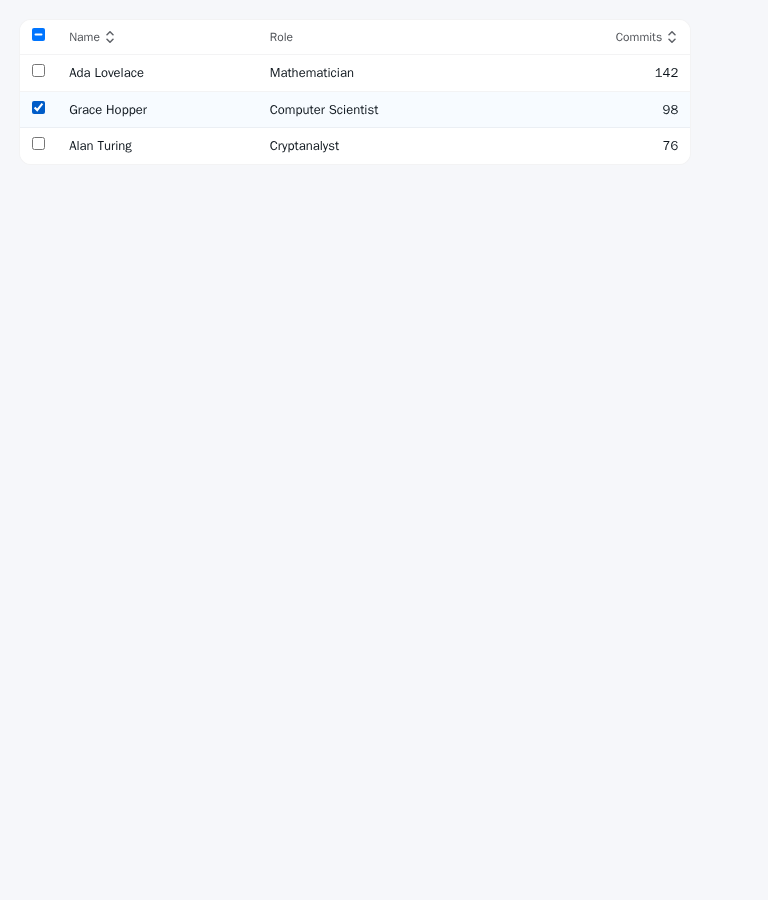 Name Role Commits
Ada Lovelace Mathematician 142
Grace Hopper Computer Scientist 98
Alan Turing Cryptanalyst 76